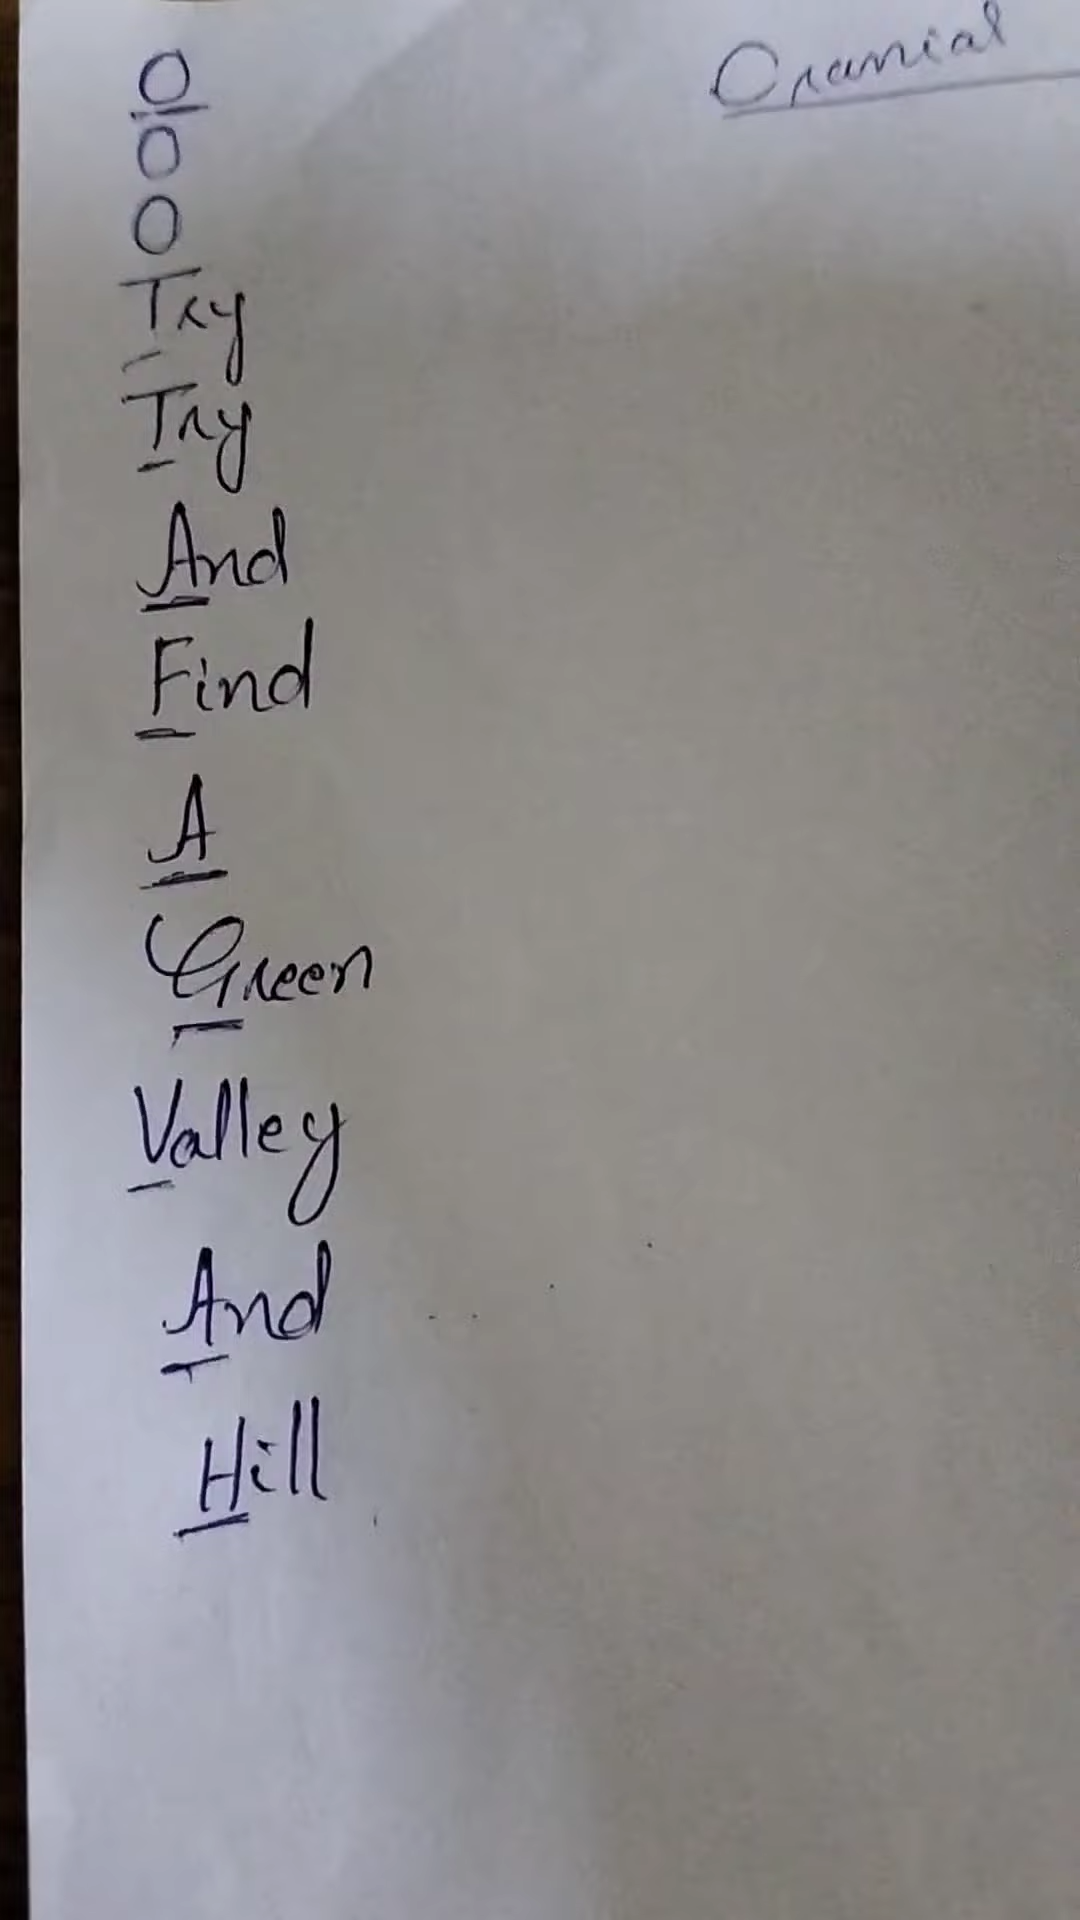 Cranial
O
O
O
Try
Try
And
Find
A
Green
Valley
And
Hill